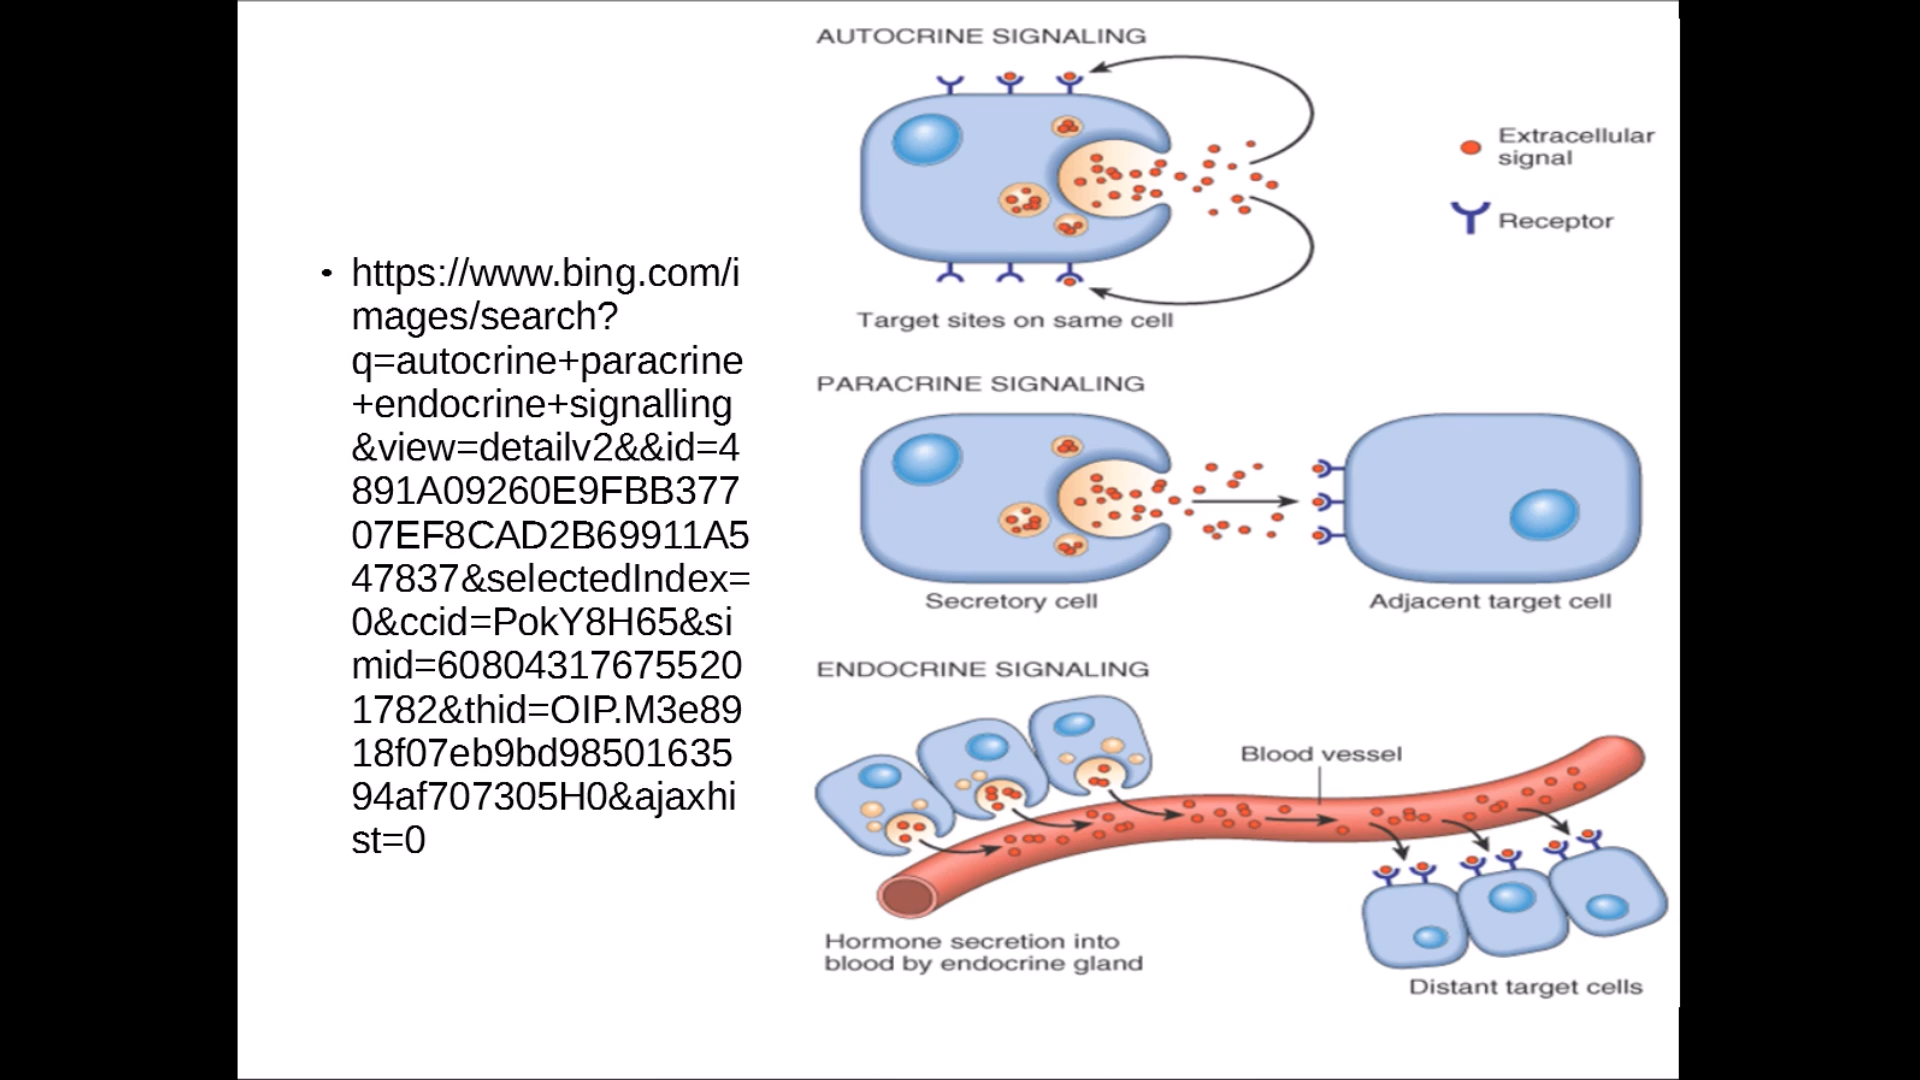 • https://www.bing.com/i
mages/search?
q=autocrine+paracrine
+endocrine+signalling
&view=detailv2&&id=4
891A09260E9FBB377
07EF8CAD2B69911A5
47837&selectedIndex=
0&ccid=PokY8H65&si
mid=60804317675520
1782&thid=OIP.M3e89
18f07eb9bd98501635
94af707305H0&ajaxhi
st=0
AUTOCRINE SIGNALING
Extracellular
signal
Receptor
Target sites on same cell
PARACRINE SIGNALING
Secretory cell
Adjacent target cell
ENDOCRINE SIGNALING
Blood vessel
Hormone secretion into
blood by endocrine gland
Distant target cells